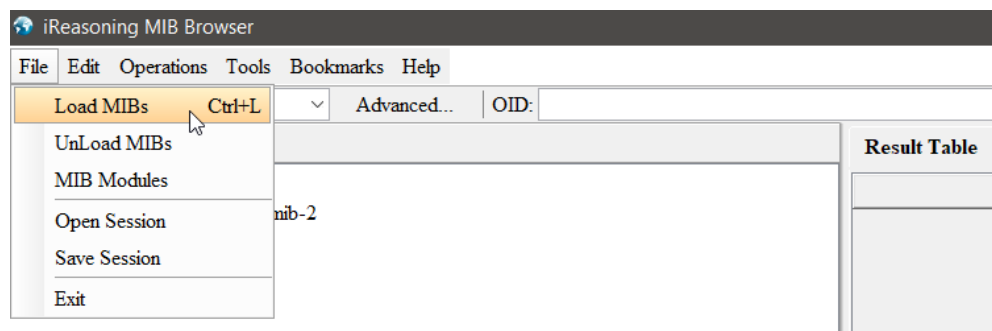 iReasoning MIB Browser
File Edit Operations Tools Bookmarks Help
Load MIBs Ctrl+L
Advanced... OID:
UnLoad MIBs
Result Table
MIB Modules
Open Session
mib-2
Save Session
Exit